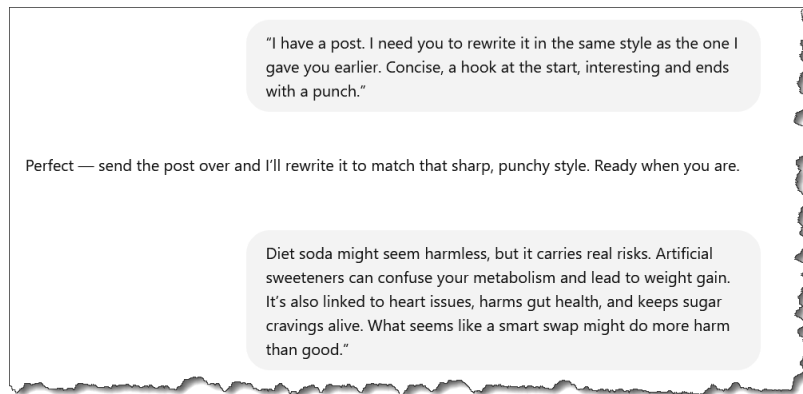 “I have a post. I need you to rewrite it in the same style as the one I
gave you earlier. Concise, a hook at the start, interesting and ends
with a punch.”
Perfect — send the post over and I’ll rewrite it to match that sharp, punchy style. Ready when you are.
Diet soda might seem harmless, but it carries real risks. Artificial
sweeteners can confuse your metabolism and lead to weight gain.
It’s also linked to heart issues, harms gut health, and keeps sugar
cravings alive. What seems like a smart swap might do more harm
than good.”